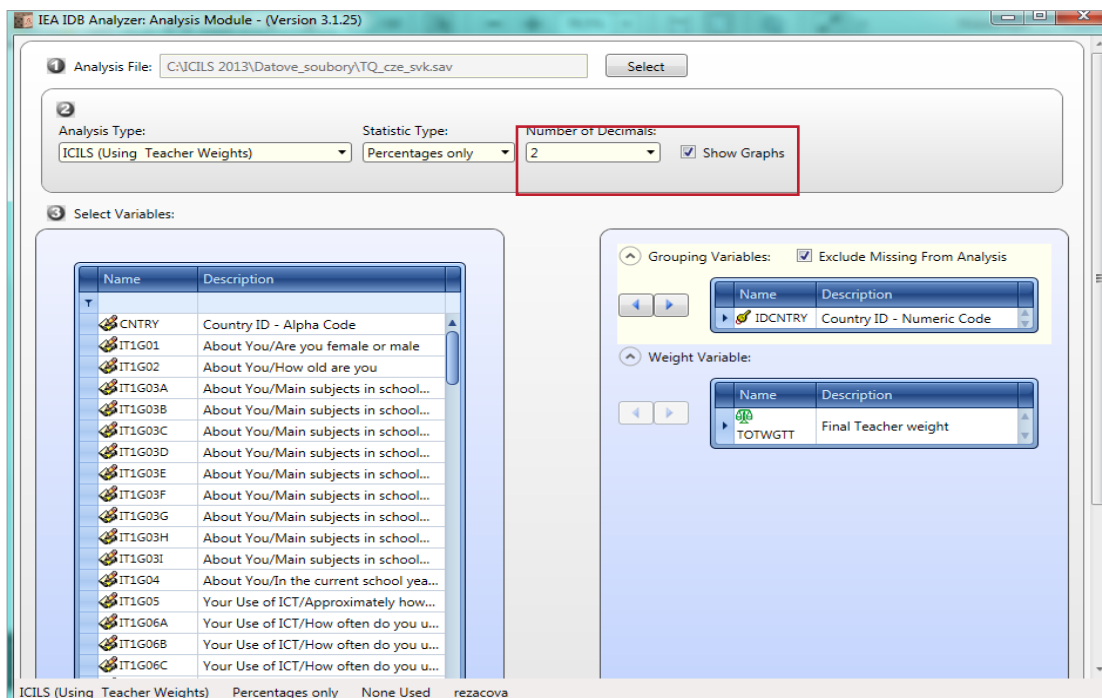 IEA IDB Analyzer: Analysis Module - (Version 3.1.25)
1 Analysis File: C:\ICILS 2013\Datove_soubory\TQ_cze_svk.sav Select
2
Analysis Type: Statistic Type: Number of Decimals:
ICILS (Using Teacher Weights) Percentages only 2 Show Graphs
3 Select Variables:
Name Description
CNTRY Country ID - Alpha Code
IT1G01 About You/Are you female or male
IT1G02 About You/How old are you
IT1G03A About You/Main subjects in school...
IT1G03B About You/Main subjects in school...
IT1G03C About You/Main subjects in school...
IT1G03D About You/Main subjects in school...
IT1G03E About You/Main subjects in school...
IT1G03F About You/Main subjects in school...
IT1G03G About You/Main subjects in school...
IT1G03H About You/Main subjects in school...
IT1G03I About You/Main subjects in school...
IT1G04 About You/In the current school yea...
IT1G05 Your Use of ICT/Approximately how...
IT1G06A Your Use of ICT/How often do you u...
IT1G06B Your Use of ICT/How often do you u...
IT1G06C Your Use of ICT/How often do you u...
Grouping Variables: Exclude Missing From Analysis
Name Description
IDCNTRY Country ID - Numeric Code
Weight Variable:
Name Description
TOTWGTT Final Teacher weight
ICILS (Using Teacher Weights) Percentages only None Used rezacova